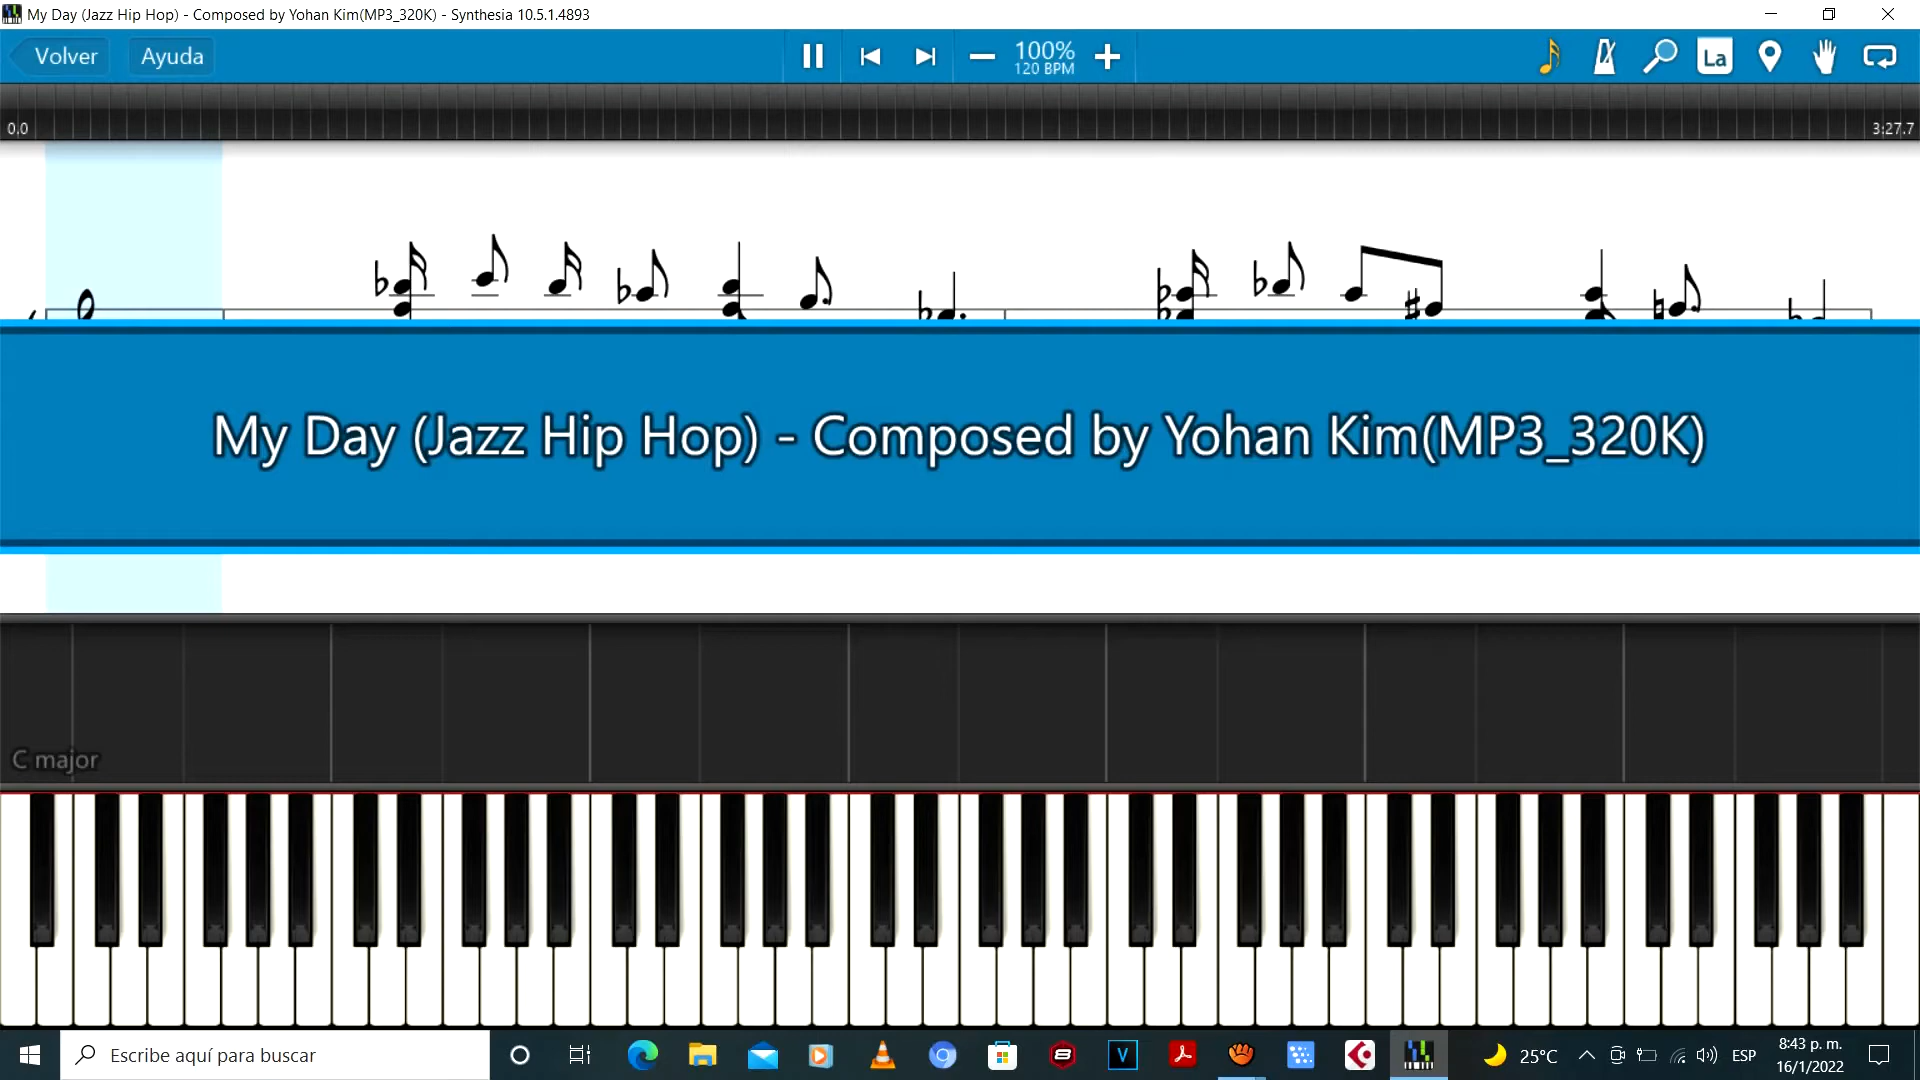 My Day (Jazz Hip Hop) - Composed by Yohan Kim(MP3_320K) - Synthesia 10.5.1.4893
Volver
Ayuda
100%
120 BPM
La
0,0
3:27.7
My Day (Jazz Hip Hop) - Composed by Yohan Kim(MP3_320K)
C major
Escribe aquí para buscar
V
25°C
ESP
8:43 p. m.
16/1/2022